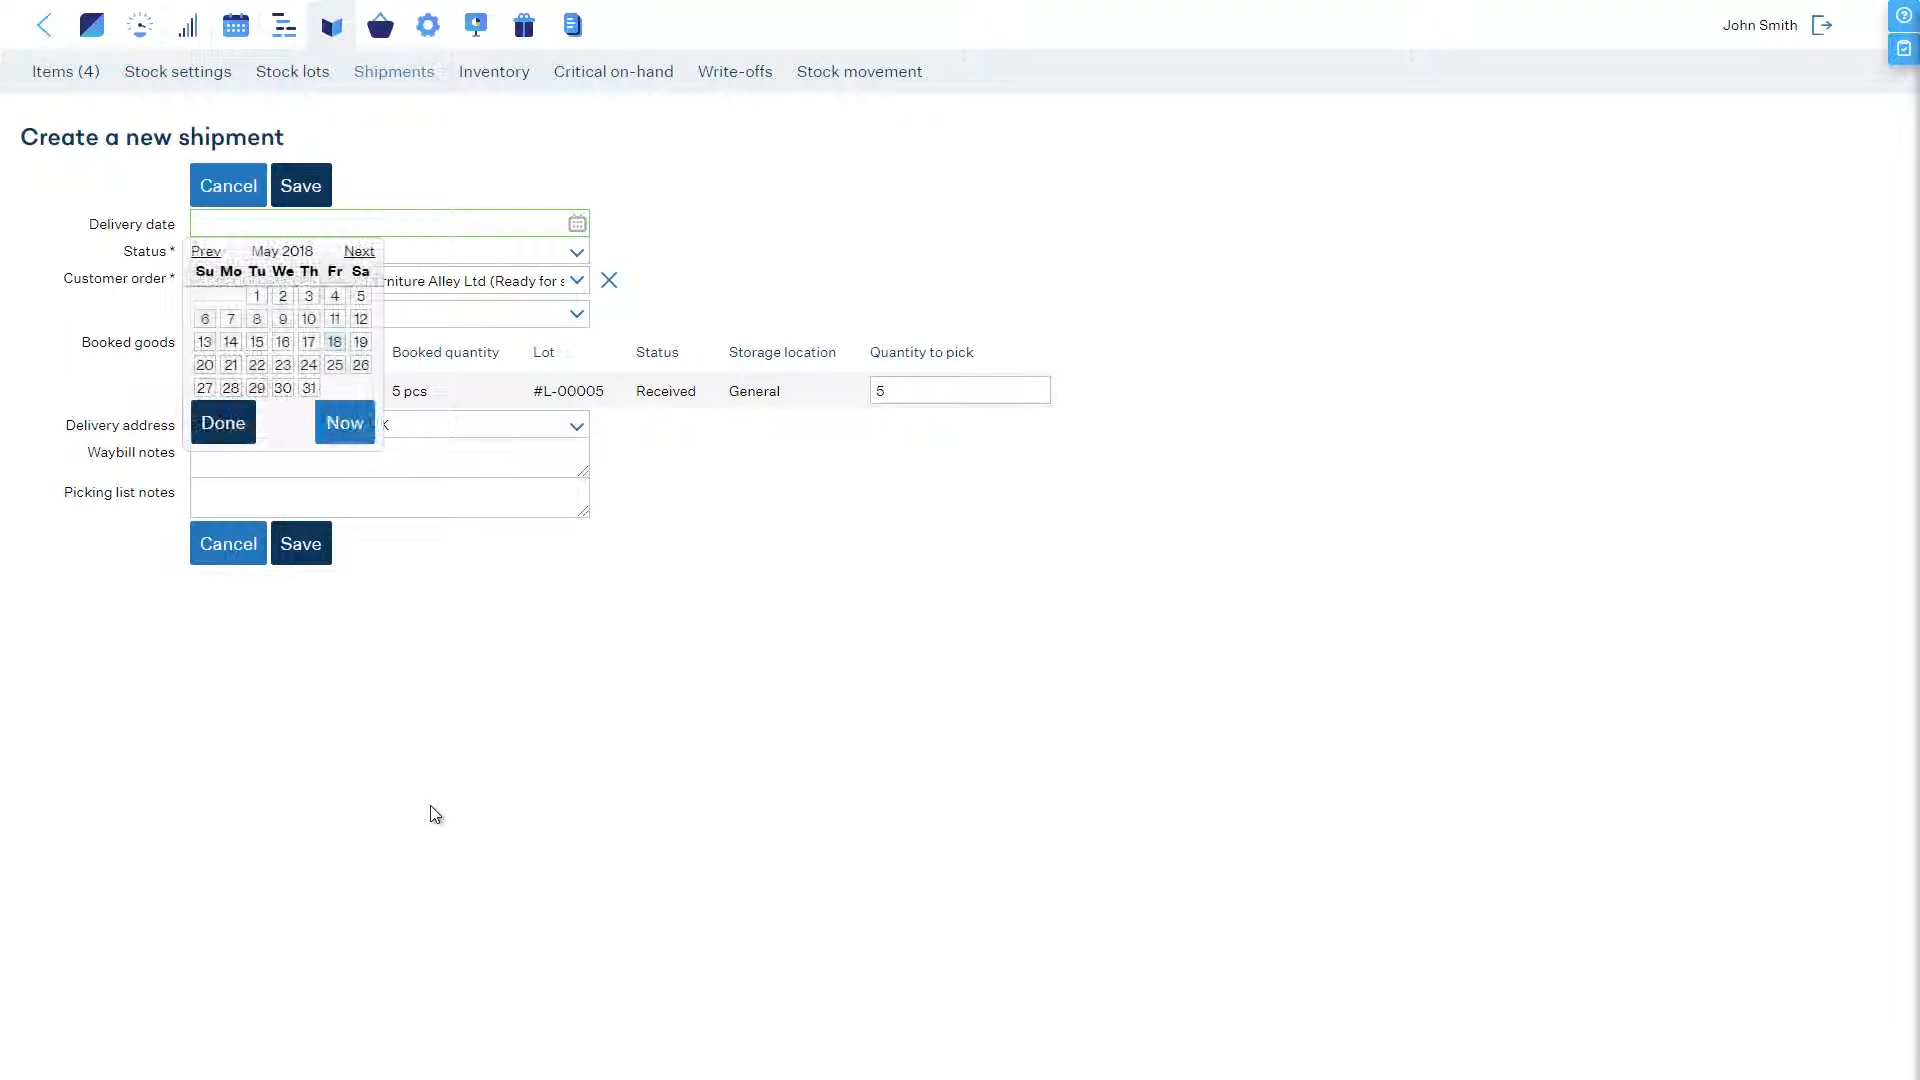 John Smith
Items (4) Stock settings Stock lots Shipments Inventory Critical on-hand Write-offs Stock movement
Create a new shipment
Cancel Save
Delivery date
Status *
Prev May 2018 Next
Su Mo Tu We Th Fr Sa
Customer order *
rniture Alley Ltd (Ready for s
1 2 3 4 5
6 7 8 9 10 11 12
Booked goods
13 14 15 16 17 18 19
Booked quantity Lot Status Storage location Quantity to pick
20 21 22 23 24 25 26
27 28 29 30 31
5 pcs #L-00005 Received General 5
Done Now
Delivery address
K
Waybill notes
Picking list notes
Cancel Save